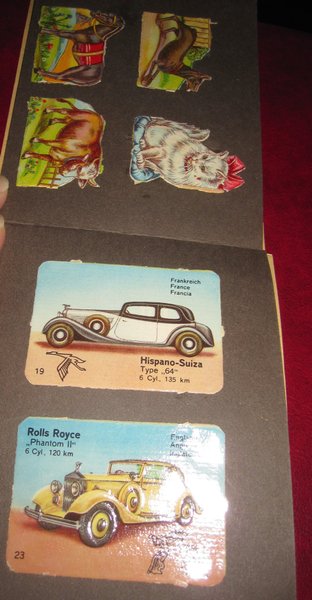 Frankreich
France
Francia
Hispano-Suiza
Type „64"
6 Cyl., 135 km
19
Rolls Royce
„Phantom II"
6 Cyl., 120 km
23